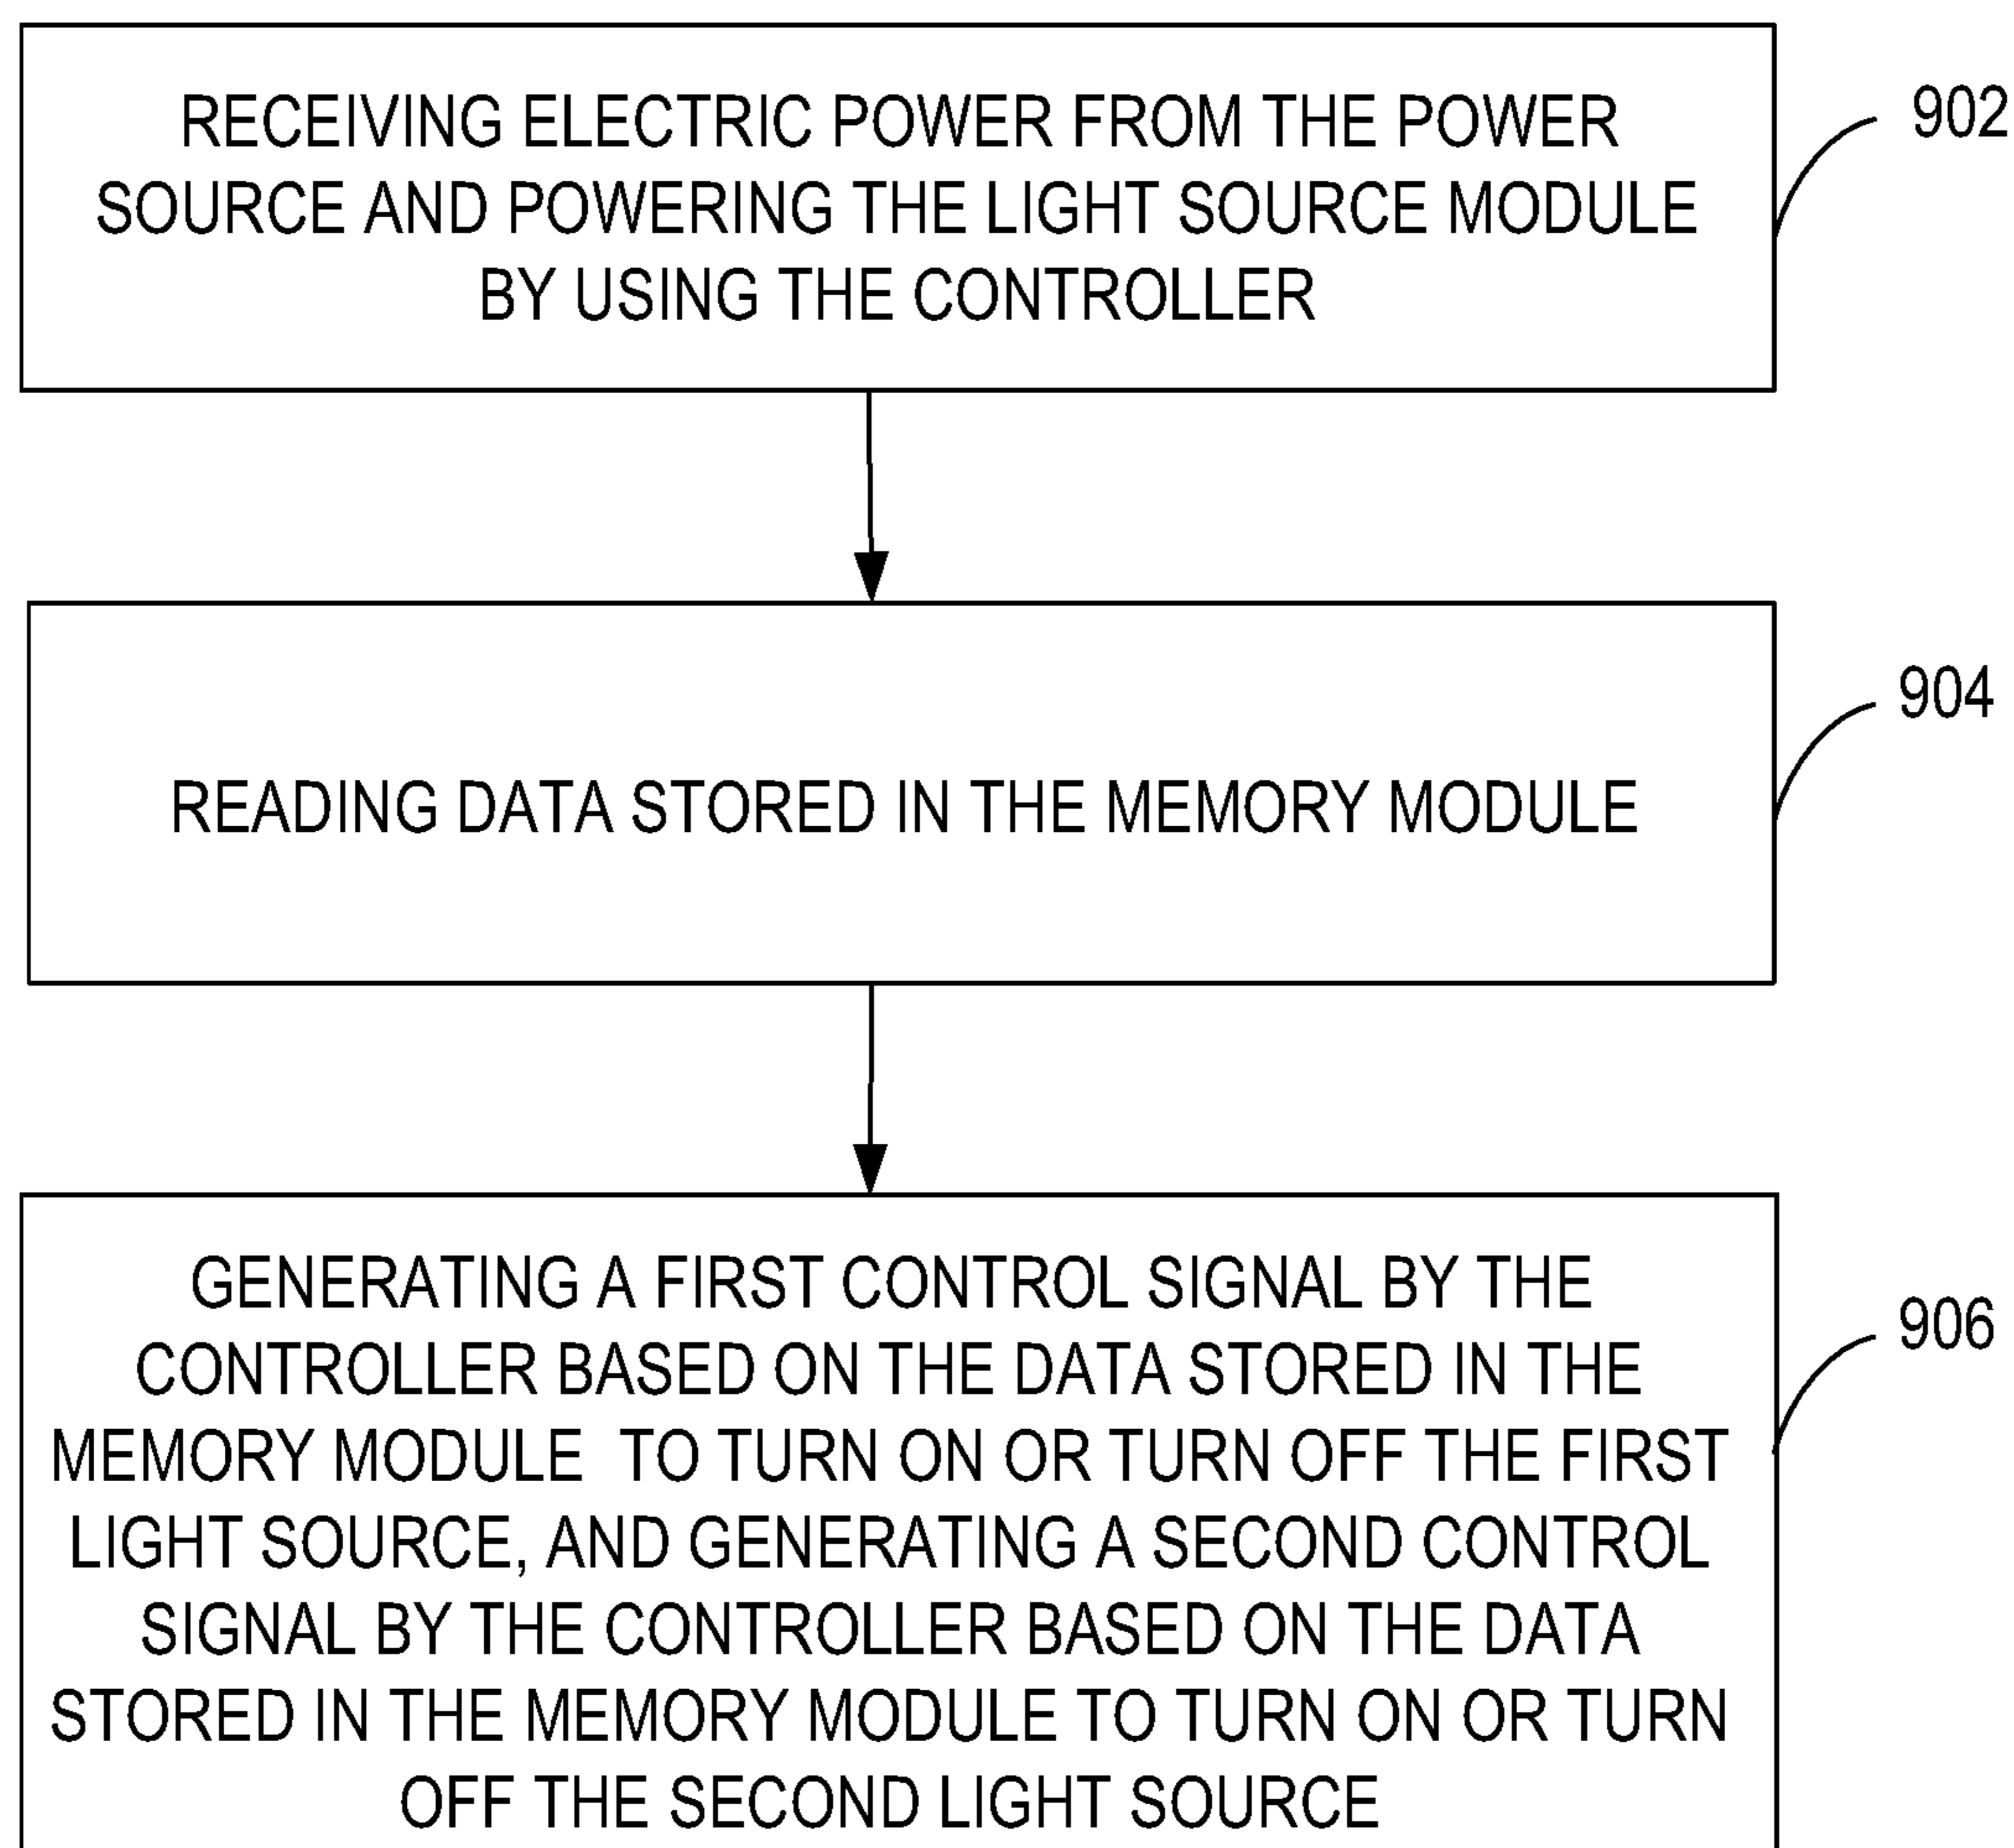 RECEIVING ELECTRIC POWER FROM THE POWER
SOURCE AND POWERING THE LIGHT SOURCE MODULE
BY USING THE CONTROLLER
902
READING DATA STORED IN THE MEMORY MODULE
904
GENERATING A FIRST CONTROL SIGNAL BY THE
CONTROLLER BASED ON THE DATA STORED IN THE
MEMORY MODULE TO TURN ON OR TURN OFF THE FIRST
LIGHT SOURCE, AND GENERATING A SECOND CONTROL
SIGNAL BY THE CONTROLLER BASED ON THE DATA
STORED IN THE MEMORY MODULE TO TURN ON OR TURN
OFF THE SECOND LIGHT SOURCE
906